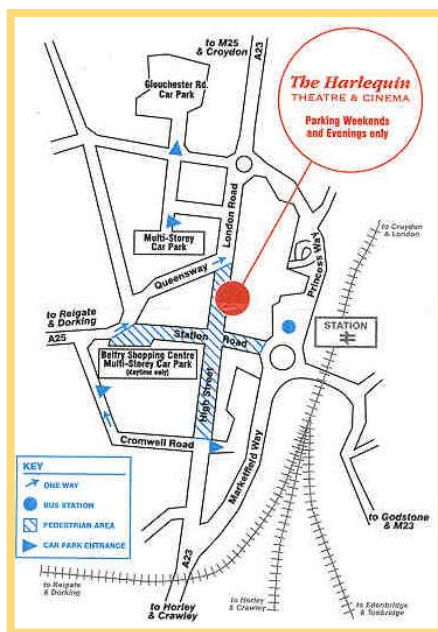 to M25
& Croydon
A23
Glouchester Rd.
Car Park
The Harlequin
THEATRE & CINEMA
Parking Weekends
and Evenings only
London Road
Multi-Storey
Car Park
Queensway
Princess Way
to Croydon
& London
to Reigate
& Dorking
A25
Station Road
STATION
Belfry Shopping Centre
Multi-Storey Car Park
(daytime only)
High Street
Cromwell Road
Marketfield Way
KEY
ONE WAY
BUS STATION
PEDESTRIAN AREA
CAR PARK ENTRANCE
to Godstone
& M23
A23
to Reigate
& Dorking
to Horley
& Crawley
to Horley
& Crawley
to Edenbridge
& Tonbridge